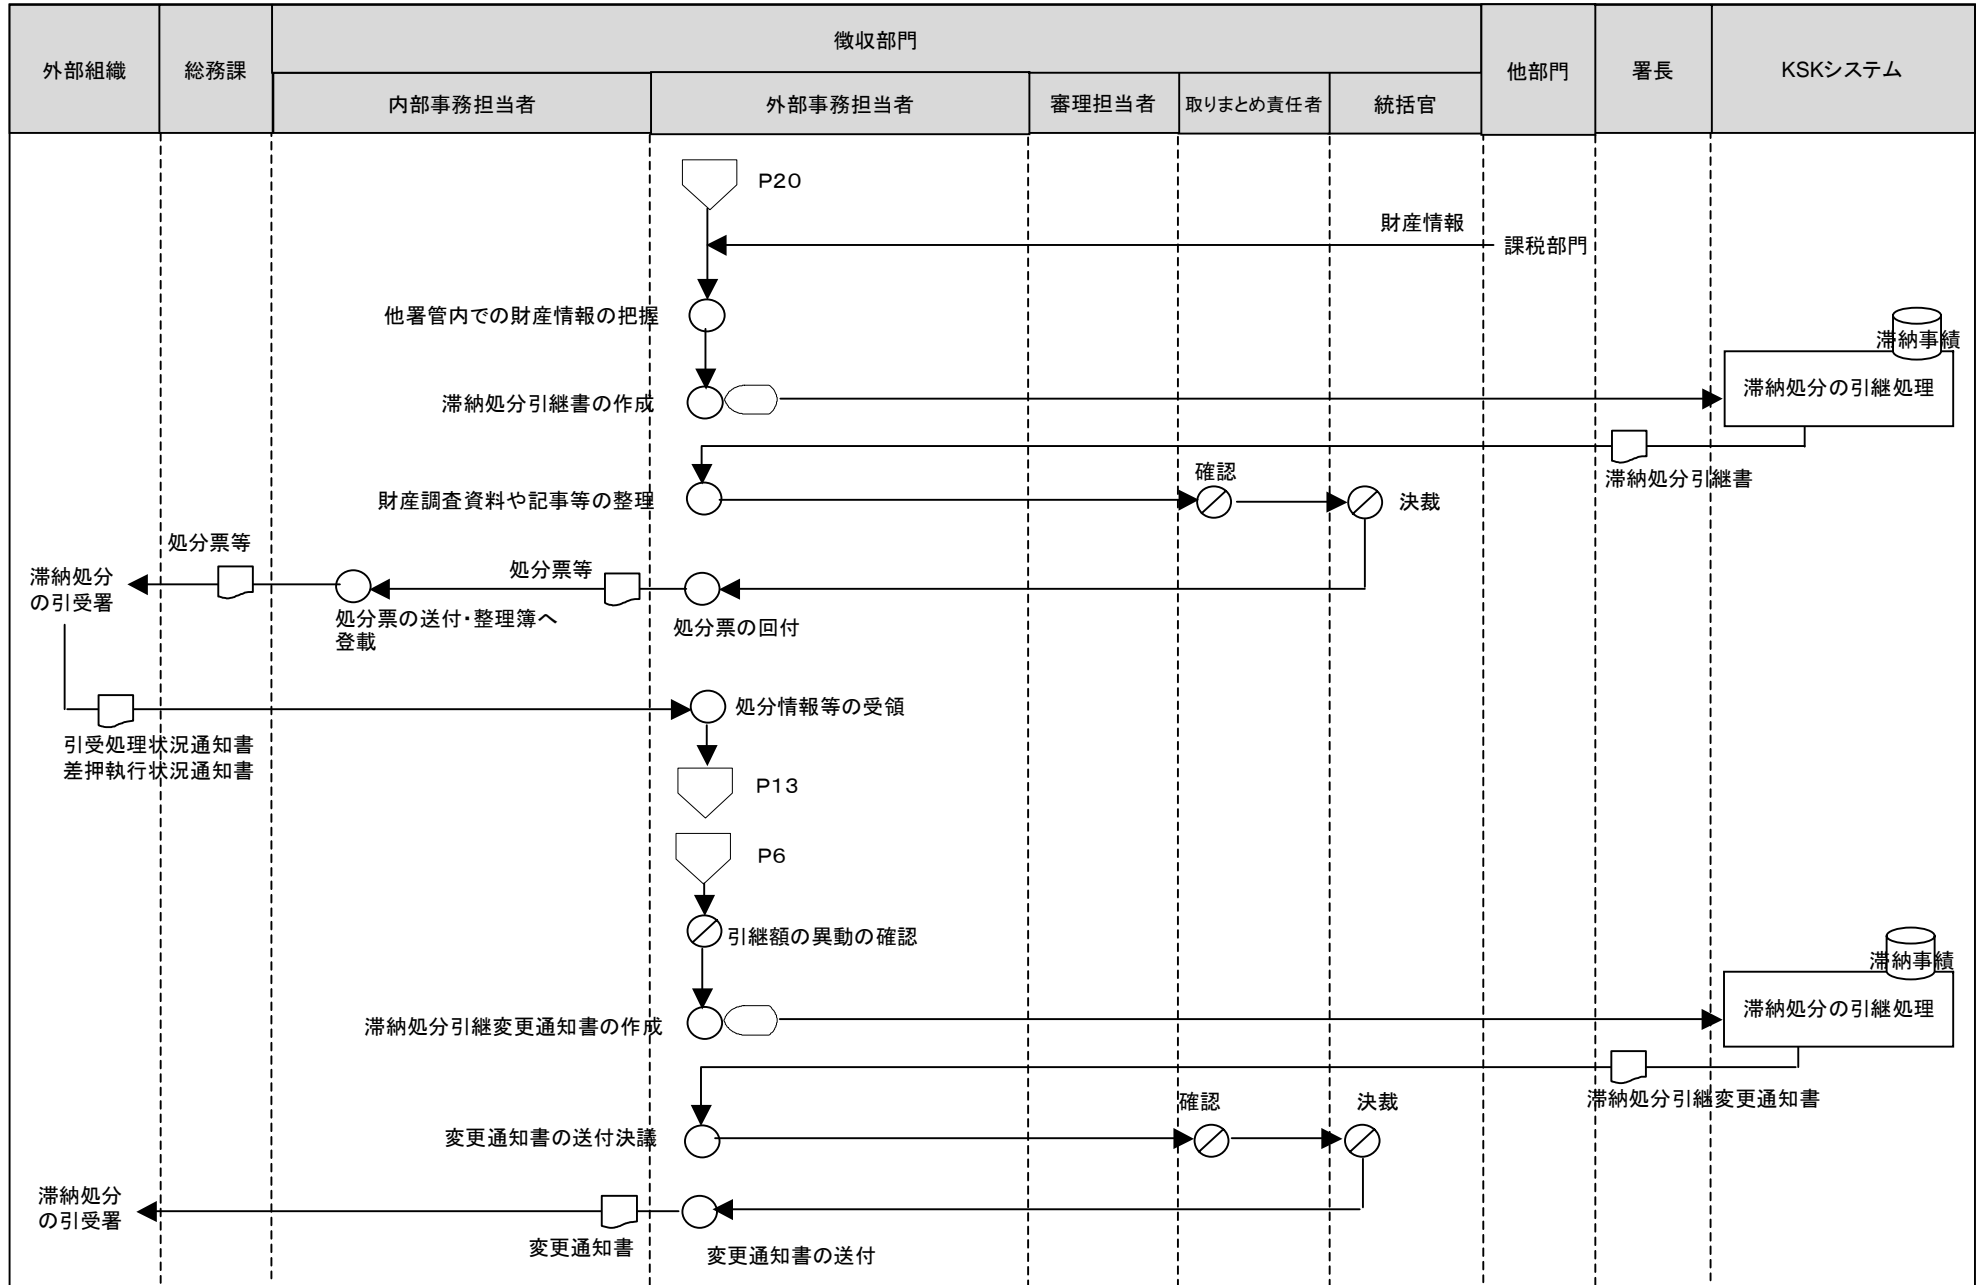 外部組織
総務課
徴収部門
他部門
署長
KSKシステム
内部事務担当者
外部事務担当者
審理担当者
取りまとめ責任者
統括官
P20
財産情報
課税部門
他署管内での財産情報の把握
滞納事績
滞納処分引継書の作成
滞納処分の引継処理
滞納処分引継書
財産調査資料や記事等の整理
確認
決裁
処分票等
処分票等
滞納処分
の引受署
処分票の送付・整理簿へ
登載
処分票の回付
処分情報等の受領
引受処理状況通知書
差押執行状況通知書
P13
P6
引継額の異動の確認
滞納事績
滞納処分引継変更通知書の作成
滞納処分の引継処理
滞納処分引継変更通知書
確認
決裁
変更通知書の送付決議
滞納処分
の引受署
変更通知書
変更通知書の送付